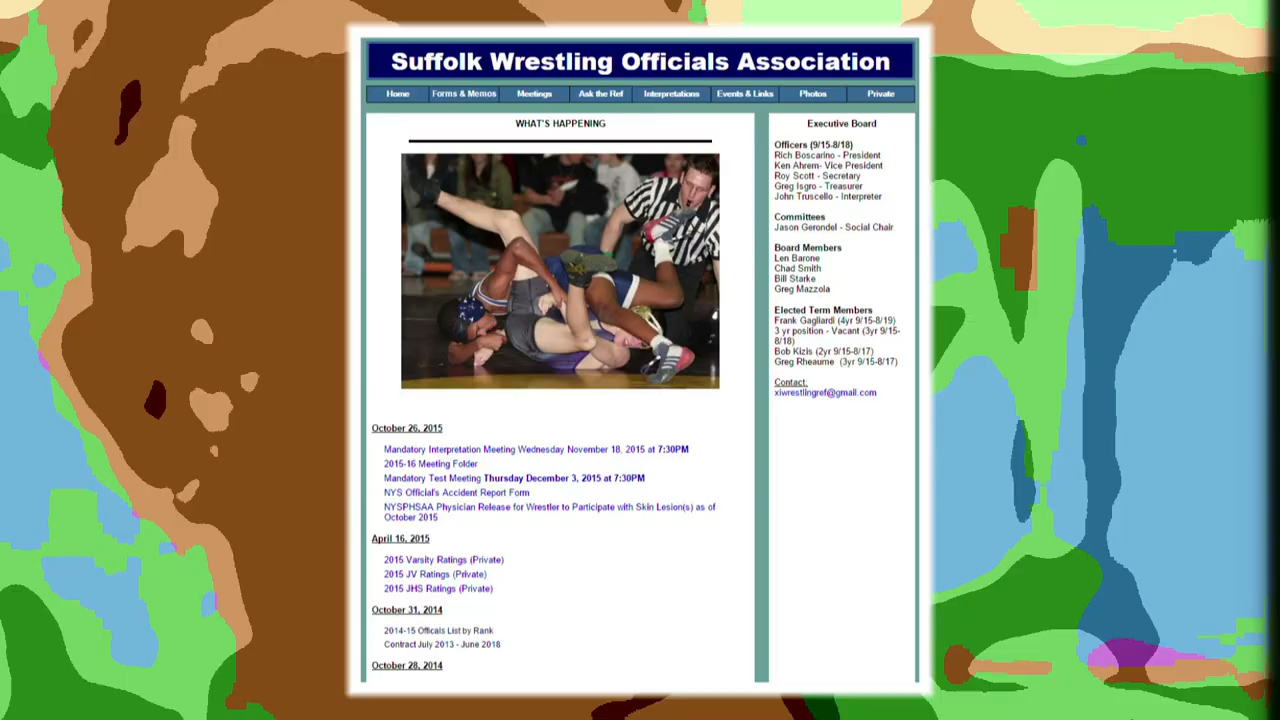 Suffolk Wrestling Officials Association
Home Forms & Memos Meetings Ask the Ref Interpretations Events & Links Photos Private
WHAT'S HAPPENING
October 26, 2015
Mandatory Interpretation Meeting Wednesday November 18, 2015 at 7:30PM
2015-16 Meeting Folder
Mandatory Test Meeting Thursday December 3, 2015 at 7:30PM
NYS Official's Accident Report Form
NYSPHSAA Physician Release for Wrestler to Participate with Skin Lesion(s) as of
October 2015
April 16, 2015
2015 Varsity Ratings (Private)
2015 JV Ratings (Private)
2015 JHS Ratings (Private)
October 31, 2014
2014-15 Officals List by Rank
Contract July 2013 - June 2018
October 28, 2014
Executive Board
Officers (9/15-8/18)
Rich Boscarino - President
Ken Ahrem- Vice President
Roy Scott - Secretary
Greg Isgro - Treasurer
John Truscello - Interpreter
Committees
Jason Gerondel - Social Chair
Board Members
Len Barone
Chad Smith
Bill Starke
Greg Mazzola
Elected Term Members
Frank Gagliardi (4yr 9/15-8/19)
3 yr position - Vacant (3yr 9/15-
8/18)
Bob Kizis (2yr 9/15-8/17)
Greg Rheaume (3yr 9/15-8/17)
Contact:
xiwrestlingref@gmail.com